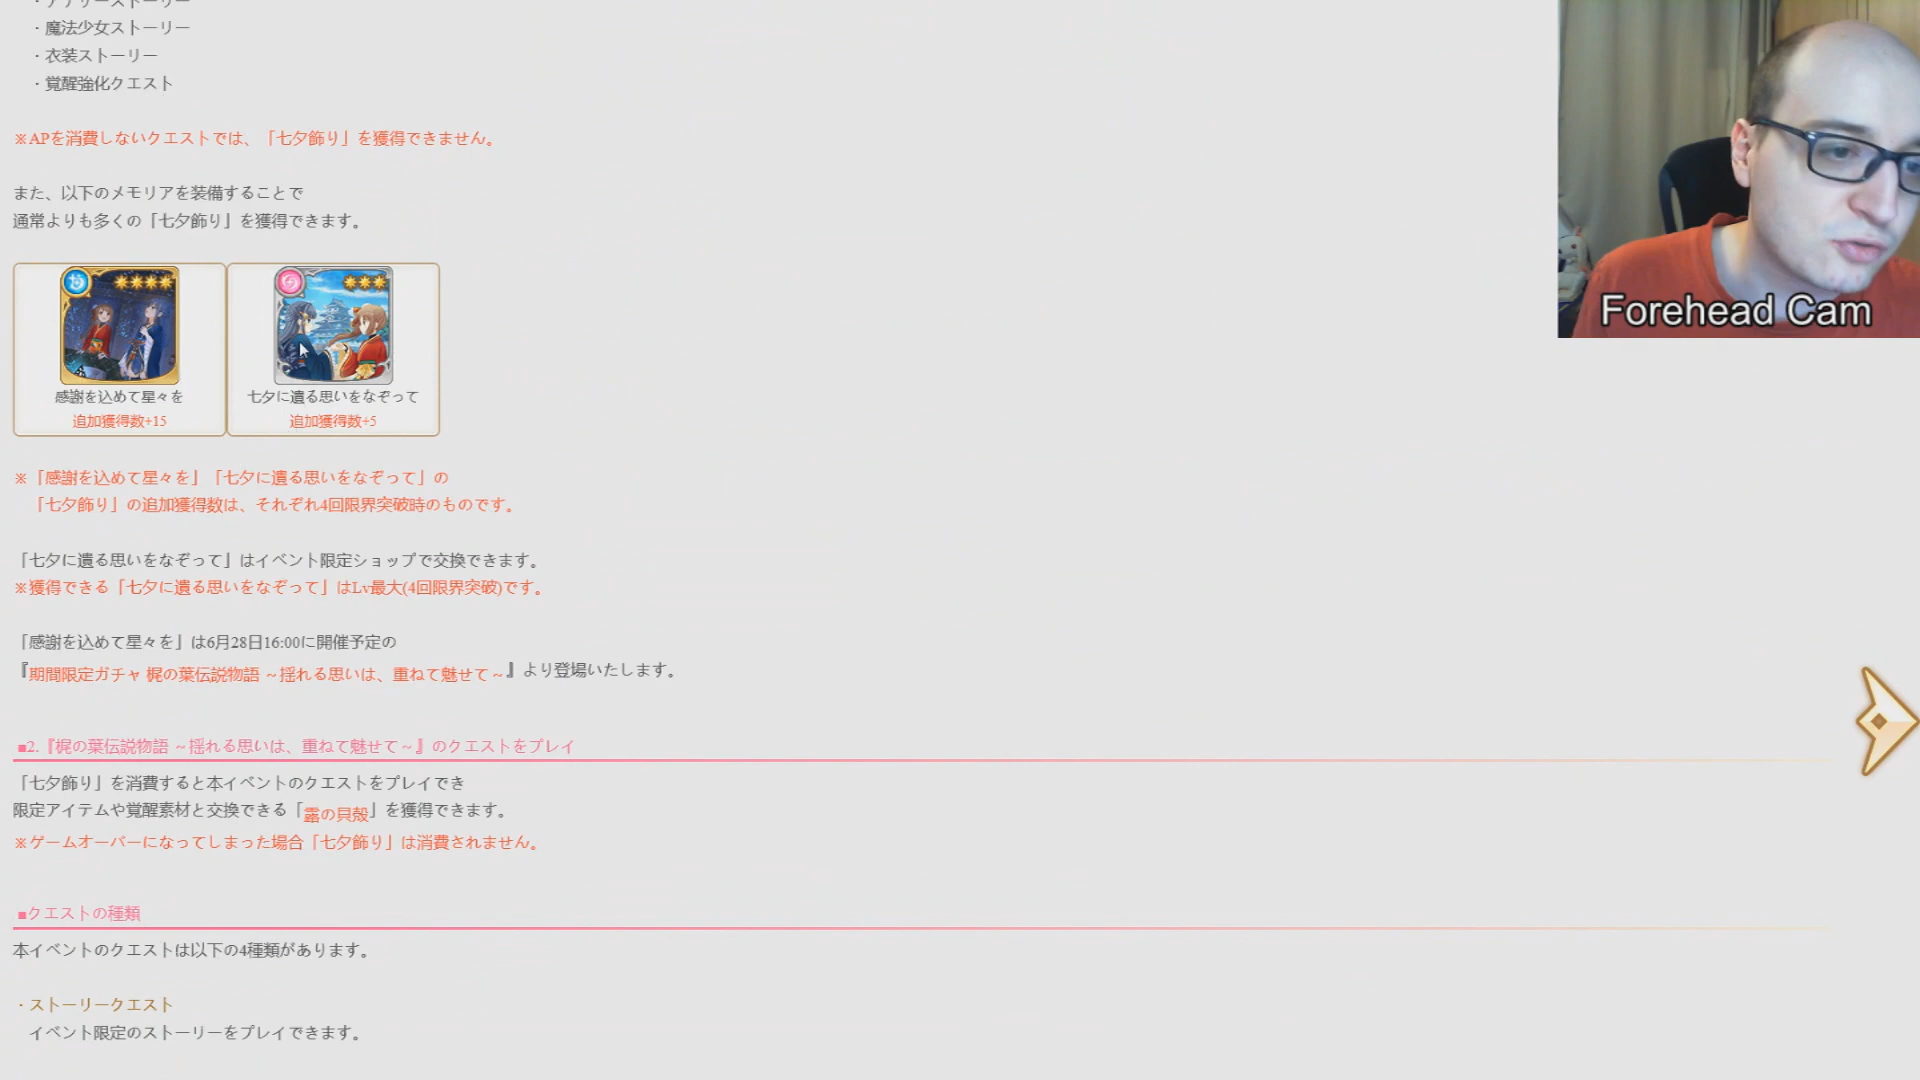 ・魔法少女ストーリー
・衣装ストーリー
・覚醒強化クエスト
※APを消費しないクエストでは、「七夕飾り」を獲得できません。
また、以下のメモリアを装備することで
通常よりも多くの「七夕飾り」を獲得できます。
感謝を込めて星々を
追加獲得数+15
七夕に遺る思いをなぞって
追加獲得数+5
※「感謝を込めて星々を」「七夕に遺る思いをなぞって」の
「七夕飾り」の追加獲得数は、それぞれ4回限界突破時のものです。
「七夕に遺る思いをなぞって」はイベント限定ショップで交換できます。
※獲得できる「七夕に遺る思いをなぞって」はLv最大(4回限界突破)です。
「感謝を込めて星々を」は6月28日16:00に開催予定の
『期間限定ガチャ 梶の葉伝説物語 ～揺れる思いは、重ねて魅せて～』より登場いたします。
■2.『梶の葉伝説物語 ～揺れる思いは、重ねて魅せて～』のクエストをプレイ
「七夕飾り」を消費すると本イベントのクエストをプレイでき
限定アイテムや覚醒素材と交換できる「露の貝殻」を獲得できます。
※ゲームオーバーになってしまった場合「七夕飾り」は消費されません。
■クエストの種類
本イベントのクエストは以下の4種類があります。
・ストーリークエスト
イベント限定のストーリーをプレイできます。
Forehead Cam